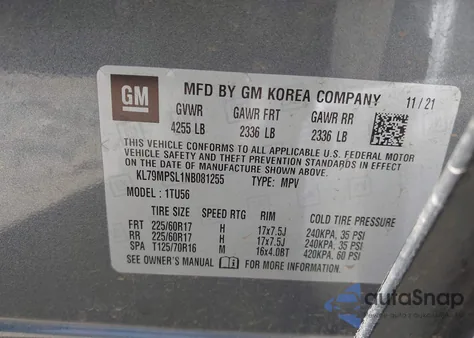 GM
MFD BY GM KOREA COMPANY 11/21
GVWR GAWR FRT GAWR RR
4255 LB 2336 LB 2336 LB
THIS VEHICLE CONFORMS TO ALL APPLICABLE U.S. FEDERAL MOTOR
VEHICLE SAFETY, BUMPER, AND THEFT PREVENTION STANDARDS IN
EFFECT ON THE DATE OF MANUFACTURE SHOWN ABOVE.
KL79MPSL1NB081255 TYPE: MPV
MODEL: 1TU56
TIRE SIZE SPEED RTG RIM COLD TIRE PRESSURE
FRT 225/60R17 H 17x7.5J 240KPA, 35 PSI
RR 225/60R17 H 17x7.5J 240KPA, 35 PSI
SPA T125/70R16 M 16x4.0BT 420KPA, 60 PSI
SEE OWNER'S MANUAL FOR MORE INFORMATION.
autaSnap